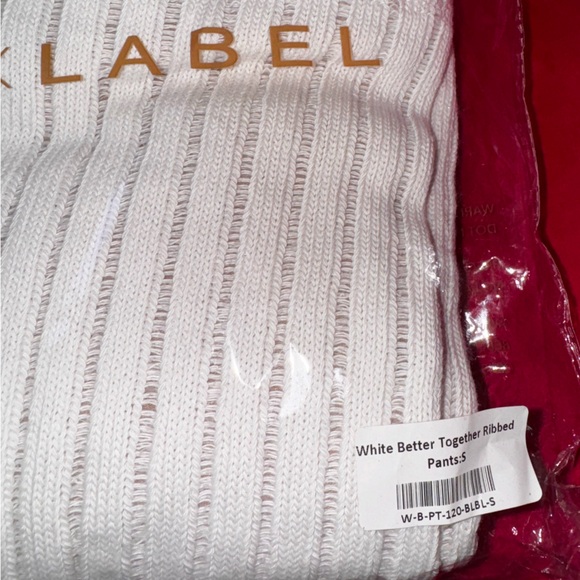 LABEL
White Better Together Ribbed
Pants:S
W-B-PT-120-BLBL-S